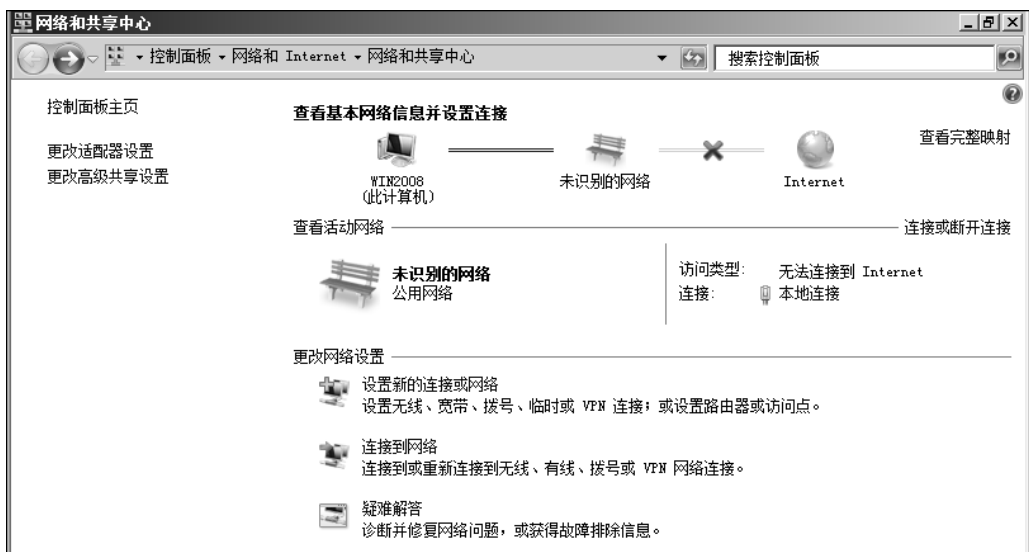 网络和共享中心
控制面板 网络和 Internet 网络和共享中心
搜索控制面板
控制面板主页
更改适配器设置
更改高级共享设置
查看基本网络信息并设置连接
查看完整映射
WIN2008
(此计算机)
未识别的网络
Internet
查看活动网络
连接或断开连接
未识别的网络
公用网络
访问类型: 无法连接到 Internet
连接: 本地连接
更改网络设置
设置新的连接或网络
设置无线、宽带、拨号、临时或 VPN 连接；或设置路由器或访问点。
连接到网络
连接到或重新连接到无线、有线、拨号或 VPN 网络连接。
疑难解答
诊断并修复网络问题，或获得故障排除信息。